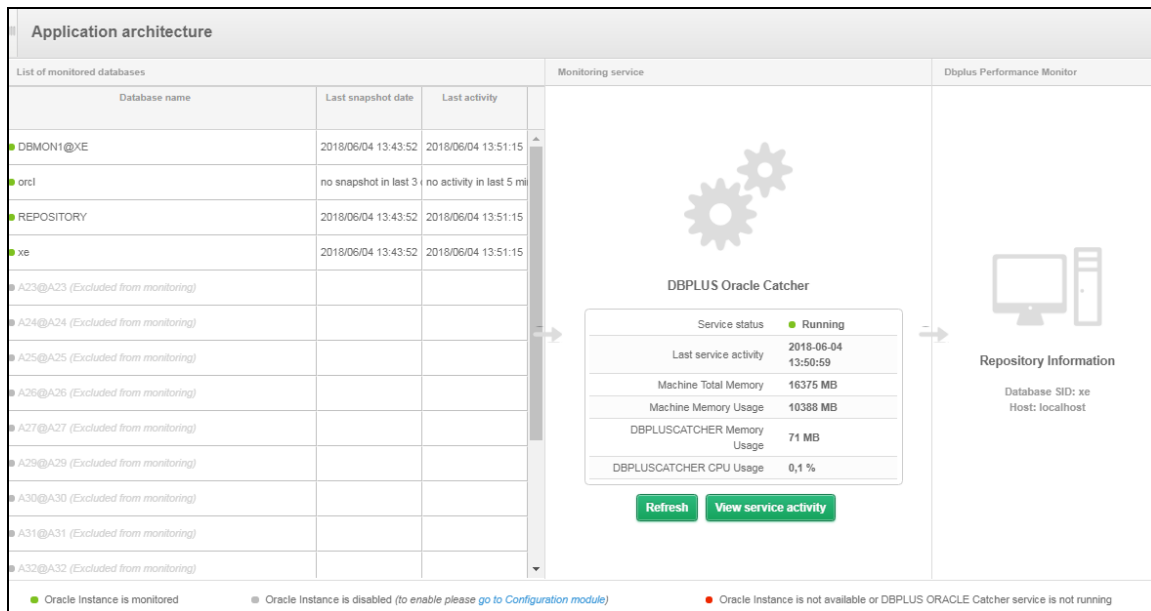 Application architecture
List of monitored databases
Monitoring service
Dbplus Performance Monitor
Database name
Last snapshot date
Last activity
DBMON1@XE
2018/06/04 13:43:52
2018/06/04 13:51:15
orcl
no snapshot in last 3
no activity in last 5 mi
REPOSITORY
2018/06/04 13:43:52
2018/06/04 13:51:15
xe
2018/06/04 13:43:52
2018/06/04 13:51:15
A23@A23 (Excluded from monitoring)
A24@A24 (Excluded from monitoring)
A25@A25 (Excluded from monitoring)
A26@A26 (Excluded from monitoring)
A27@A27 (Excluded from monitoring)
A29@A29 (Excluded from monitoring)
A30@A30 (Excluded from monitoring)
A31@A31 (Excluded from monitoring)
A32@A32 (Excluded from monitoring)
DBPLUS Oracle Catcher
Service status
Running
Last service activity
2018-06-04
13:50:59
Machine Total Memory
16375 MB
Machine Memory Usage
10388 MB
DBPLUSCATCHER Memory
Usage
71 MB
DBPLUSCATCHER CPU Usage
0,1 %
Refresh
View service activity
Repository Information
Database SID: xe
Host: localhost
Oracle Instance is monitored
Oracle Instance is disabled (to enable please go to Configuration module)
Oracle Instance is not available or DBPLUS ORACLE Catcher service is not running